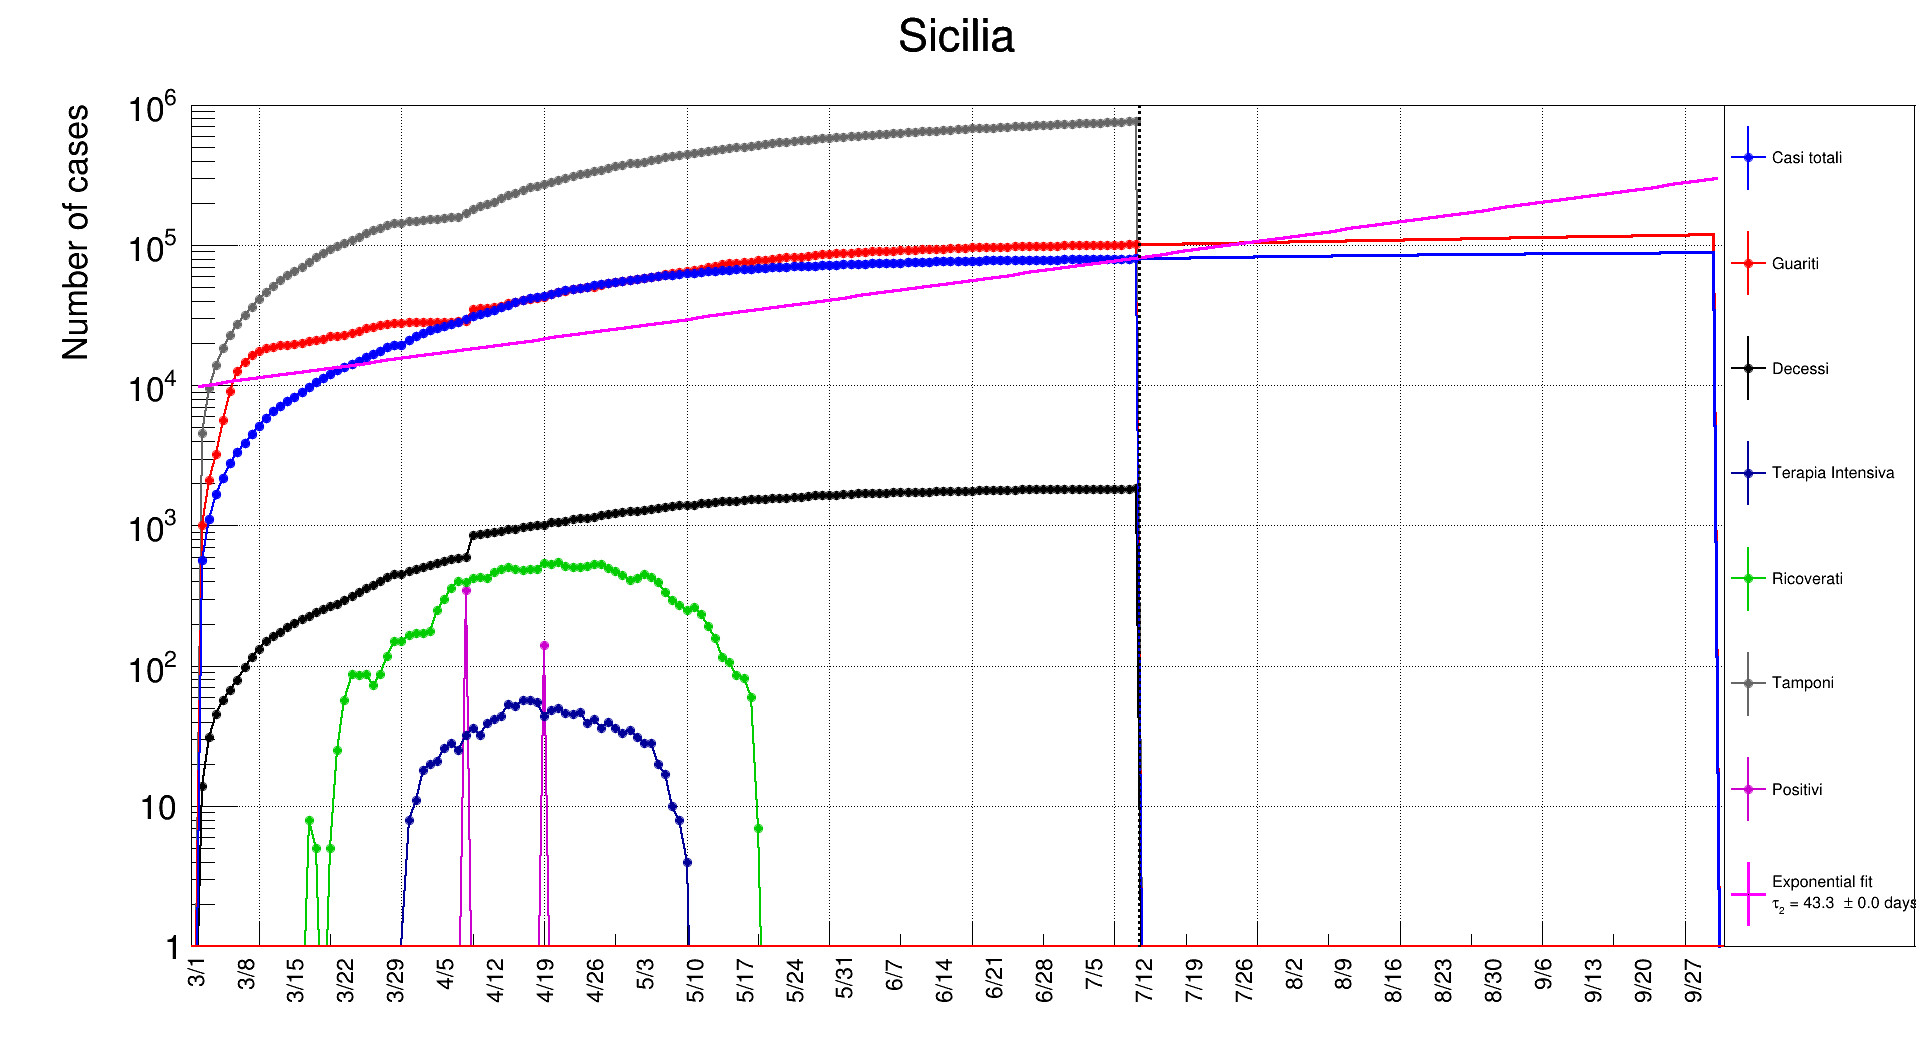 Sicilia
Number of cases
10^6
10^5
10^4
10^3
10^2
10
1
3/1 3/8 3/15 3/22 3/29 4/5 4/12 4/19 4/26 5/3 5/10 5/17 5/24 5/31 6/7 6/14 6/21 6/28 7/5 7/12 7/19 7/26 8/2 8/9 8/16 8/23 8/30 9/6 9/13 9/20 9/27
Casi totali
Guariti
Decessi
Terapia Intensiva
Ricoverati
Tamponi
Positivi
Exponential fit
τ_2 = 43.3 ± 0.0 days